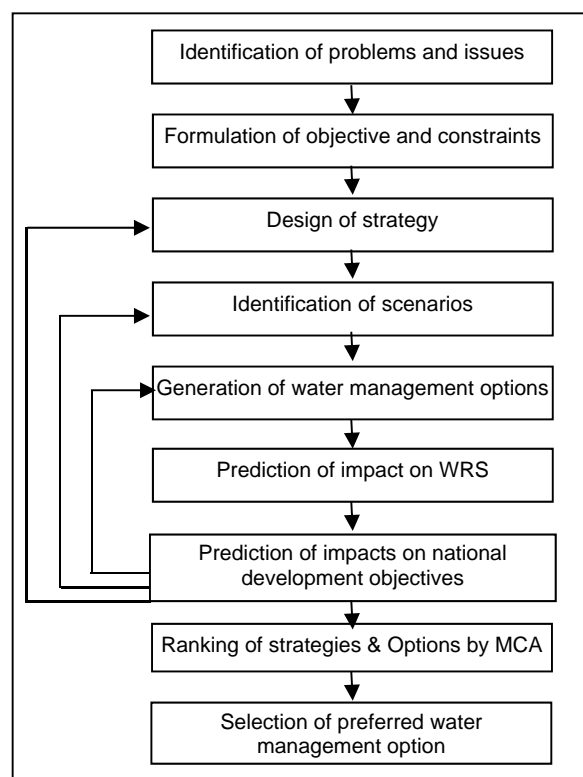 Identification of problems and issues
Formulation of objective and constraints
Design of strategy
Identification of scenarios
Generation of water management options
Prediction of impact on WRS
Prediction of impacts on national
development objectives
Ranking of strategies & Options by MCA
Selection of preferred water
management option